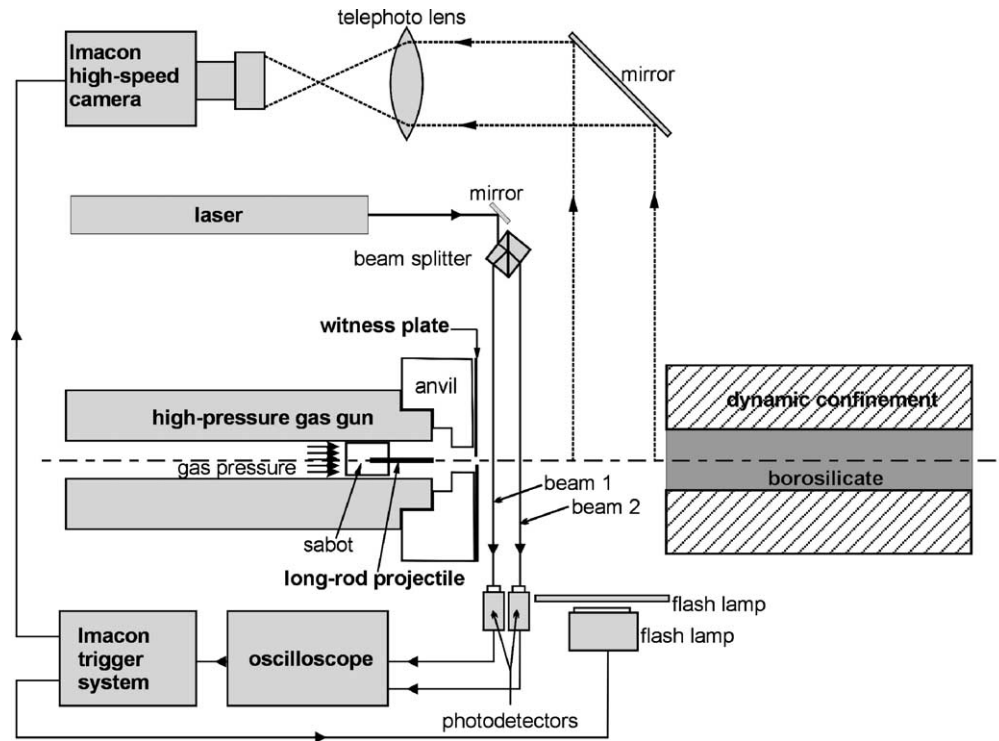 telephoto lens
Imacon
high-speed
camera
mirror
mirror
laser
beam splitter
witness plate
anvil
high-pressure gas gun
dynamic confinement
gas pressure
borosilicate
beam 1
beam 2
sabot
long-rod projectile
flash lamp
flash lamp
Imacon
trigger
system
oscilloscope
photodetectors